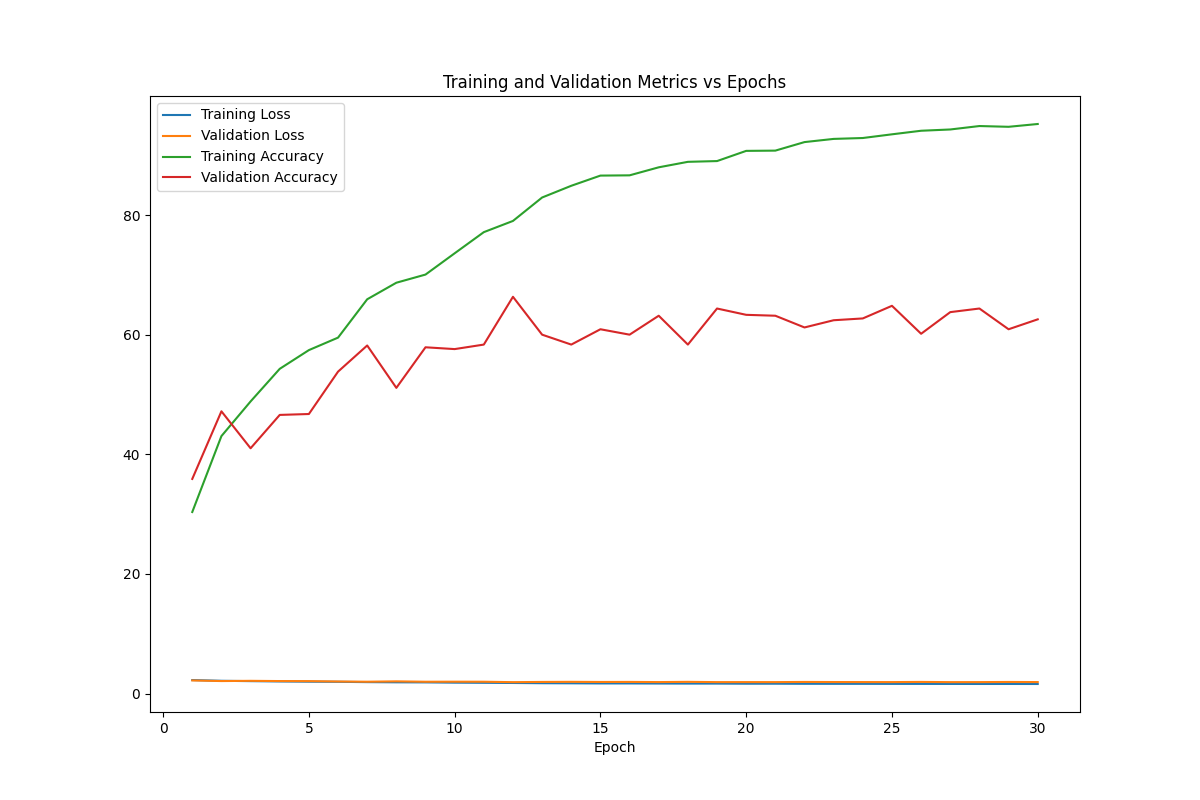 Training and Validation Metrics vs Epochs
Training Loss
Validation Loss
Training Accuracy
Validation Accuracy
80
60
40
20
0
0 5 10 15 20 25 30
Epoch